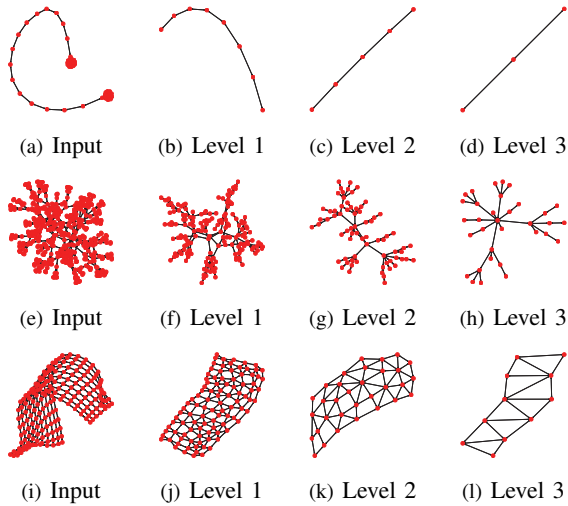 (a) Input (b) Level 1 (c) Level 2 (d) Level 3
(e) Input (f) Level 1 (g) Level 2 (h) Level 3
(i) Input (j) Level 1 (k) Level 2 (l) Level 3